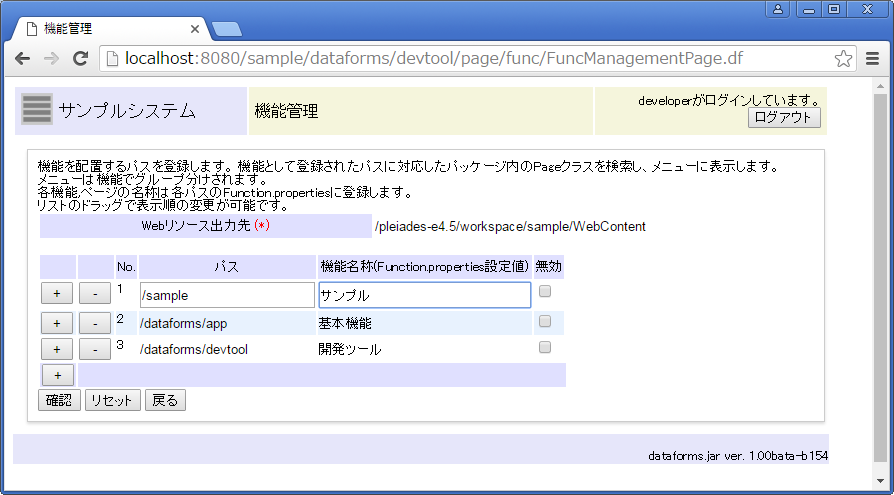 機能管理
localhost:8080/sample/dataforms/devtool/page/func/FuncManagementPage.df
サンプルシステム
機能管理
developerがログインしています。
ログアウト
機能を配置するパスを登録します。機能として登録されたパスに対応したパッケージ内のPageクラスを検索し、メニューに表示します。
メニューは機能でグループ分けされます。
各機能,ページの名称は各パスのFunction.propertiesに登録します。
リストのドラッグで表示順の変更が可能です。
Webリソース出力先(*) /pleiades-e4.5/workspace/sample/WebContent
No. パス 機能名称(Function.properties設定値) 無効
+ - 1 /sample サンプル
+ - 2 /dataforms/app 基本機能
+ - 3 /dataforms/devtool 開発ツール
+
確認 リセット 戻る
dataforms.jar ver. 1.00bata-b154